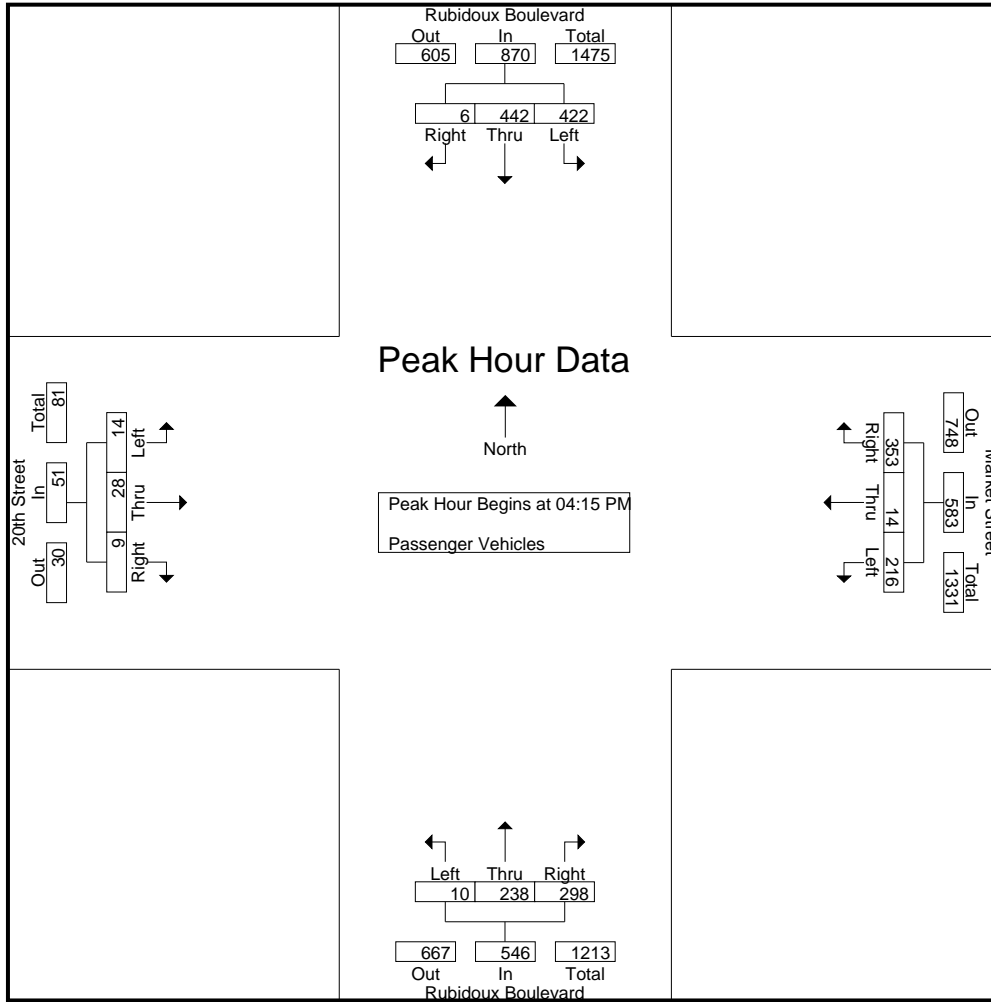 Rubidoux Boulevard
Out In Total
605 870 1475
6 442 422
Right Thru Left
Peak Hour Data
North
Peak Hour Begins at 04:15 PM
Passenger Vehicles
20th Street
Total In Out
81 51 30
14 28 9
Left Thru Right
Market Street
Out In Total
748 583 1331
353 14 216
Right Thru Left
Left Thru Right
10 238 298
667 546 1213
Out In Total
Rubidoux Boulevard